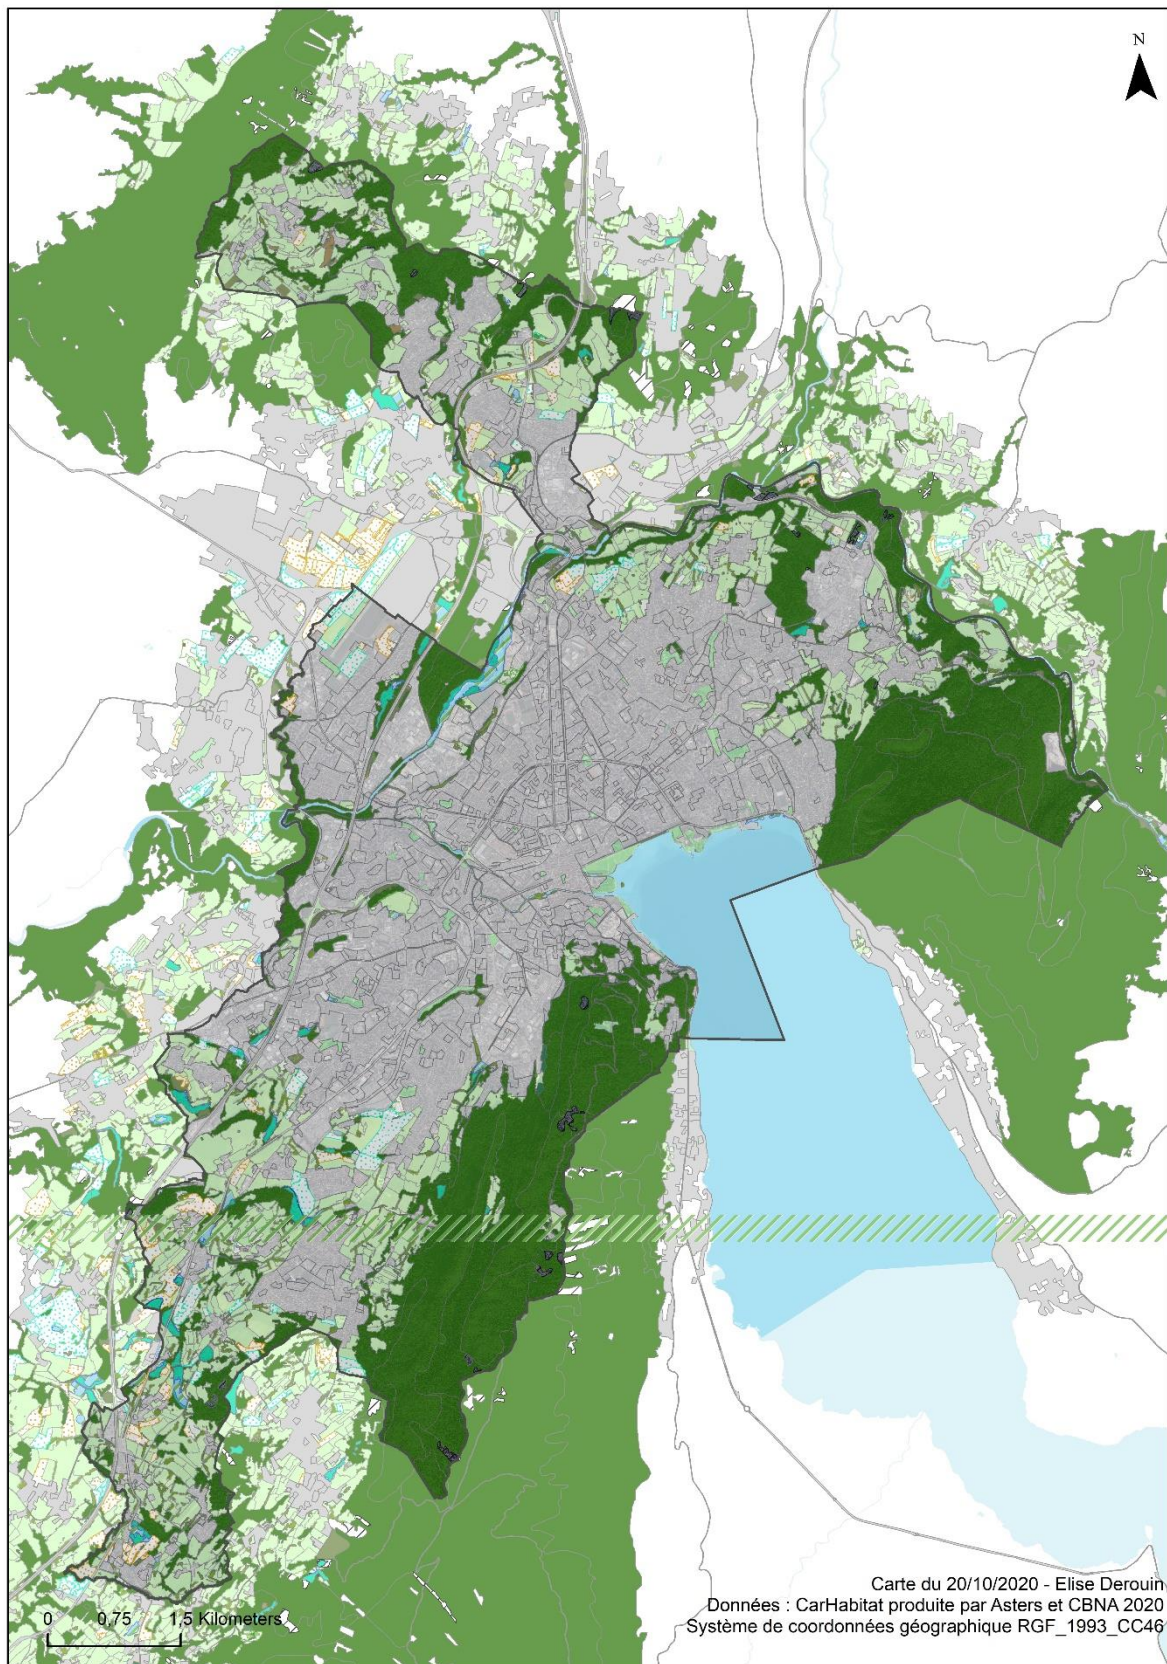 N
Carte du 20/10/2020 - Elise Derouin
Données : CarHabitat produite par Asters et CBNA 2020
Système de coordonnées géographique RGF_1993_CC46
0 0,75 1,5 Kilometers